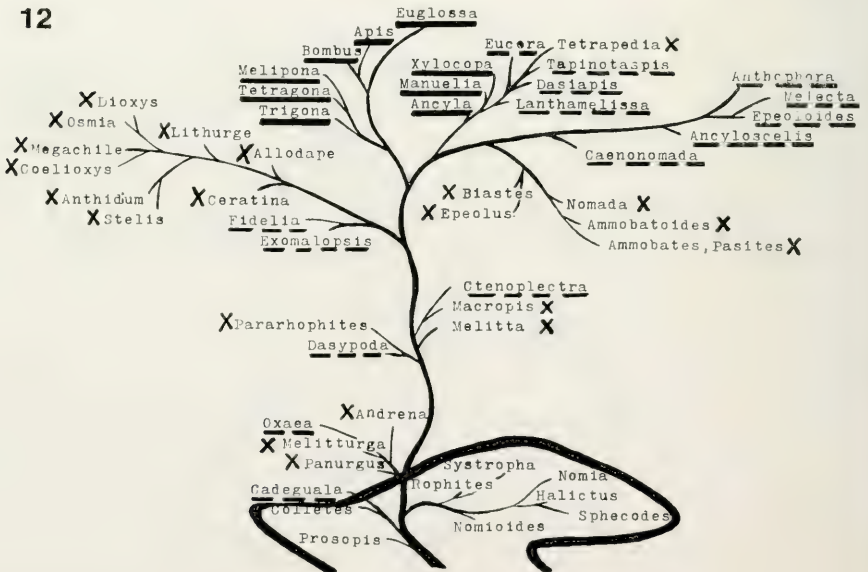 12
Euglossa
Apis
Bombus
Melipona
Tetragona
Trigona
Eucera
Tetrapedia X
Xylocopa
Tapinotaspis
Manuelia
Dasiapis
Ancyla
Lanthamelissa
Anthophora
Melecta
Epeoloides
Ancyloscelis
Caenonomada
X Dioxys
X Osmia
X Lithurge
X Megachile
X Allodape
X Coelioxys
X Anthidium
X Ceratina
X Stelis
Fidelia
Exomalopsis
X Biastes
X Epeolus
Nomada X
Ammobatoides X
Ammobates, Pasites X
Ctenoplectra
Macropis X
Melitta X
X Pararhophites
Dasypoda
X Andrena
Oxaea
X Melitturga
X Panurgus
Systropha
Rophites
Nomia
Halictus
Sphecodes
Nomioides
Cadeguala
Colletes
Prosopis